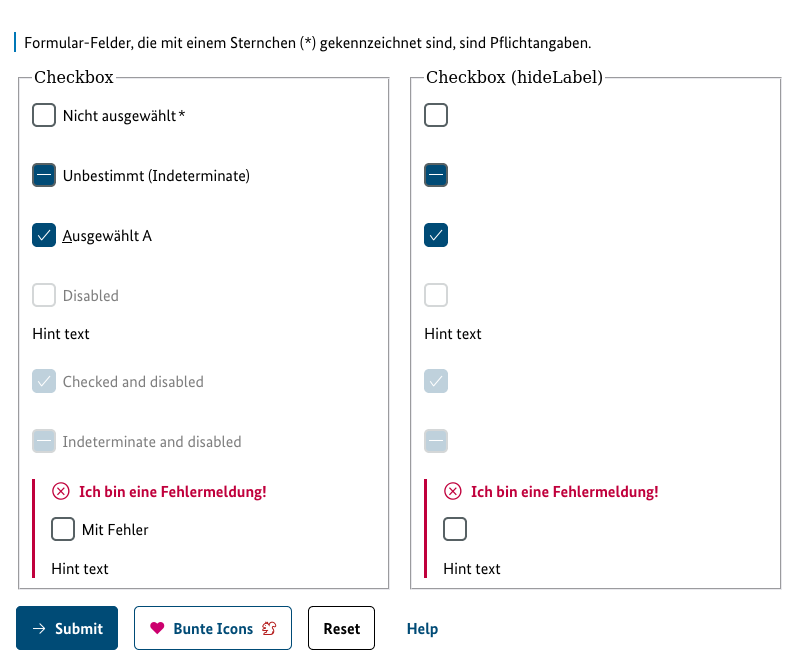 Formular-Felder, die mit einem Sternchen (*) gekennzeichnet sind, sind Pflichtangaben.
Checkbox
Nicht ausgewählt*
Unbestimmt (Indeterminate)
Ausgewählt A
Disabled
Hint text
Checked and disabled
Indeterminate and disabled
Ich bin eine Fehlermeldung!
Mit Fehler
Hint text
Checkbox (hideLabel)
Hint text
Ich bin eine Fehlermeldung!
Hint text
Submit
Bunte Icons
Reset
Help